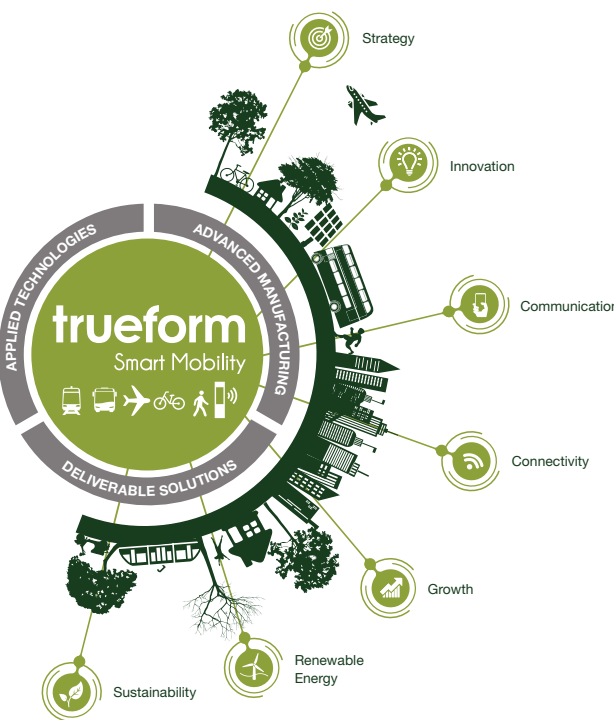 Strategy
Innovation
APPLIED TECHNOLOGIES
ADVANCED MANUFACTURING
trueform
Smart Mobility
Communication
DELIVERABLE SOLUTIONS
Connectivity
Growth
Renewable
Energy
Sustainability